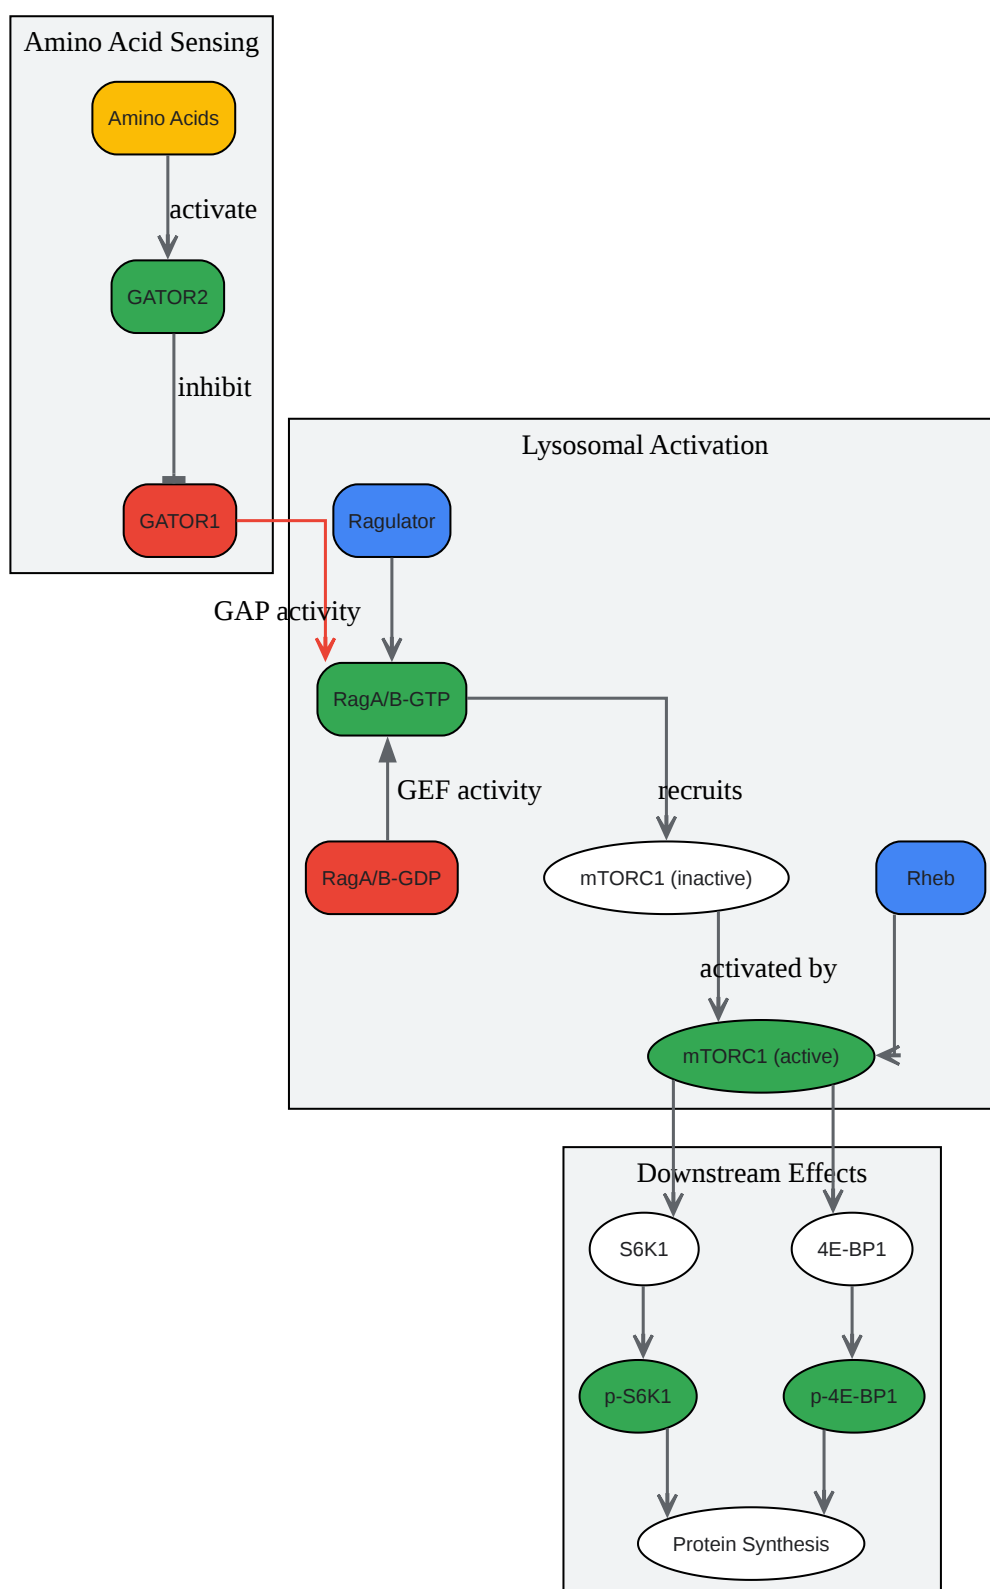 Amino Acid Sensing
Amino Acids
activate
GATOR2
inhibit
GATOR1
Lysosomal Activation
Ragulator
GAP activity
RagA/B-GTP
GEF activity
recruits
RagA/B-GDP
mTORC1 (inactive)
Rheb
activated by
mTORC1 (active)
Downstream Effects
S6K1
4E-BP1
p-S6K1
p-4E-BP1
Protein Synthesis